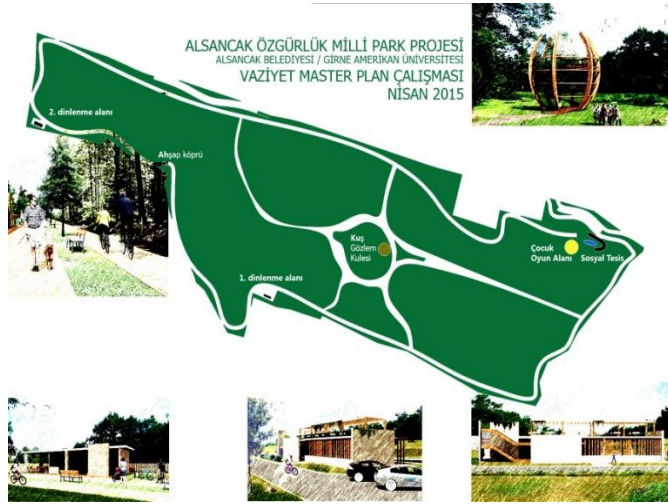 ALSANCAK ÖZGÜRLÜK MİLLİ PARK PROJESİ
ALSANCAK BELEDİYESİ / GİRNE AMERİKAN ÜNİVERSİTESİ
VAZİYET MASTER PLAN ÇALIŞMASI
NİSAN 2015
2. dinlenme alanı
Ahşap köprü
Kuş
Gözlem
Kulesi
Çocuk
Oyun Alanı
Sosyal Tesis
1. dinlenme alanı